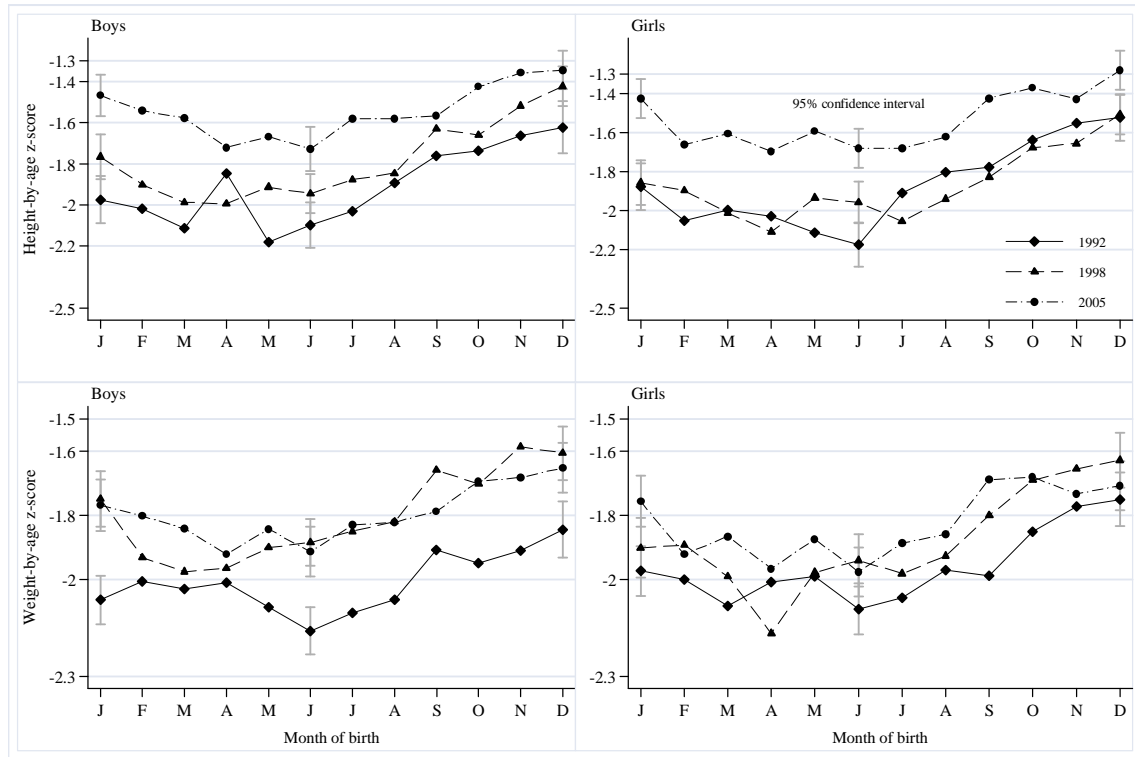 Boys
Height-by-age z-score
-1.3
-1.4
-1.6
-1.8
-2
-2.2
-2.5
J F M A M J J A S O N D
Girls
95% confidence interval
-1.3
-1.4
-1.6
-1.8
-2
-2.2
-2.5
1992
1998
2005
J F M A M J J A S O N D
Boys
Weight-by-age z-score
-1.5
-1.6
-1.8
-2
-2.3
J F M A M J J A S O N D
Month of birth
Girls
-1.5
-1.6
-1.8
-2
-2.3
J F M A M J J A S O N D
Month of birth